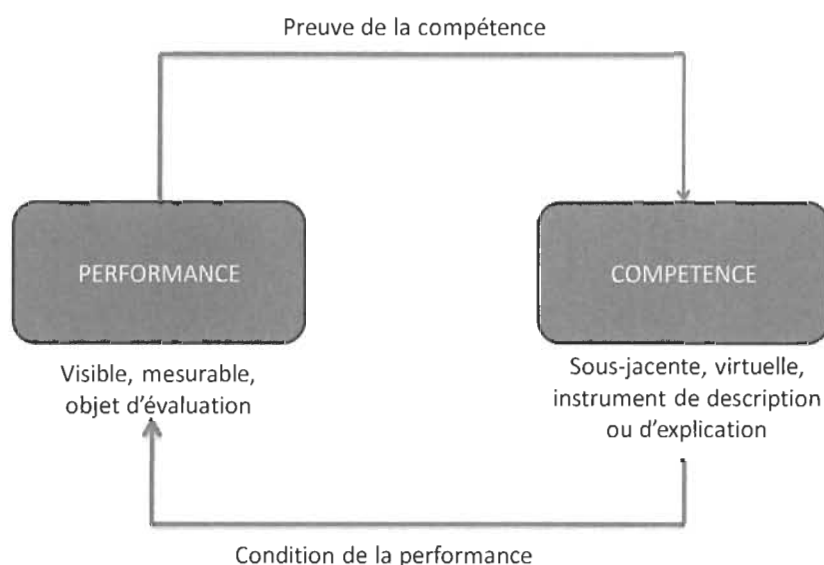 Preuve de la compétence
PERFORMANCE
COMPETENCE
Visible, mesurable,
objet d'évaluation
Sous-jacente, virtuelle,
instrument de description
ou d'explication
Condition de la performance